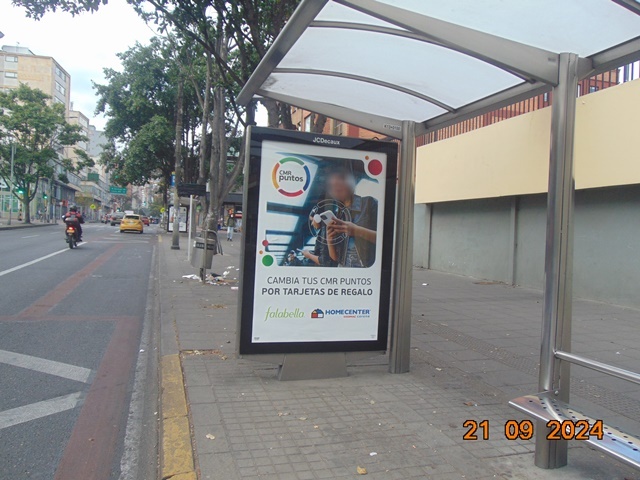 JCDecaux
CMR
puntos
CAMBIA TUS CMR PUNTOS
POR TARJETAS DE REGALO
falabella. HOMECENTER
21 09 2024